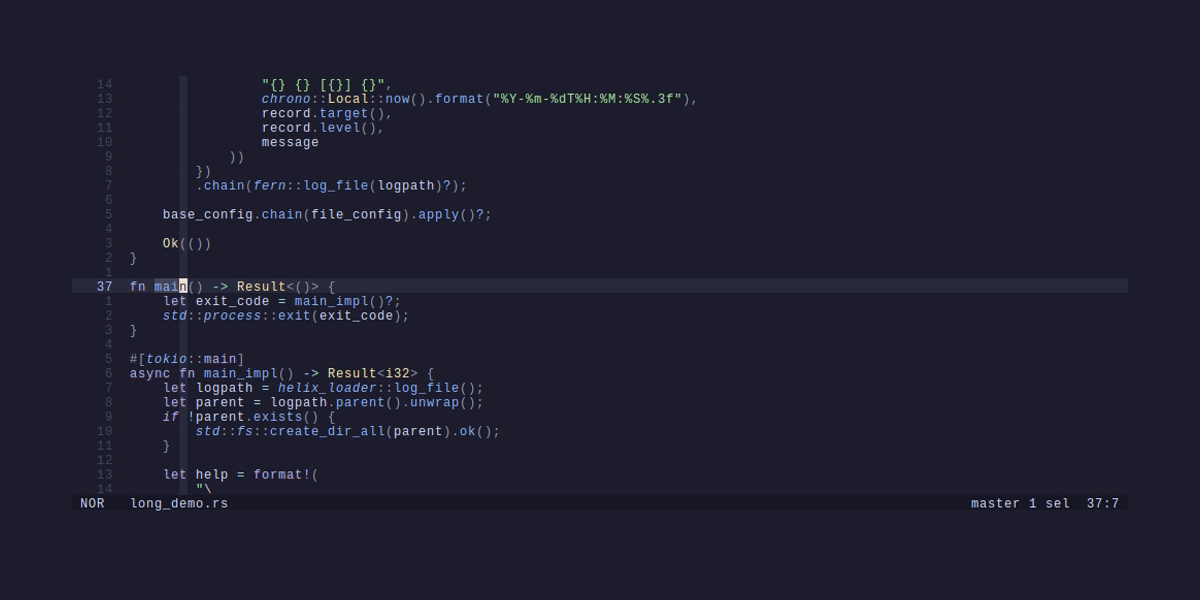 14                  "{} {} [{}] {}",
13                  chrono::Local::now().format("%Y-%m-%dT%H:%M:%S%.3f"),
12                  record.target(),
11                  record.level(),
10                  message
 9              ))
 8          })
 7          .chain(fern::log_file(logpath)?);
 6
 5      base_config.chain(file_config).apply()?;
 4
 3      Ok(())
 2  }
 1
37  fn main() -> Result<()> {
 1      let exit_code = main_impl()?;
 2      std::process::exit(exit_code);
 3  }
 4
 5  #[tokio::main]
 6  async fn main_impl() -> Result<i32> {
 7      let logpath = helix_loader::log_file();
 8      let parent = logpath.parent().unwrap();
 9      if !parent.exists() {
10          std::fs::create_dir_all(parent).ok();
11      }
12
13      let help = format!(
14          "\
NOR   long_demo.rs   master 1 sel  37:7